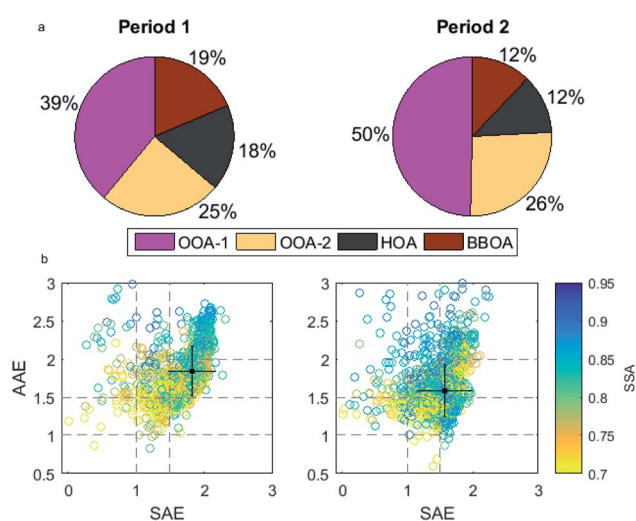 a
Period 1
Period 2
19%
39%
18%
25%
12%
12%
50%
26%
OOA-1 OOA-2 HOA BBOA
b
3
2.5
2
1.5
1
0.5
AAE
0 1 2 3
SAE
3
2.5
2
1.5
1
0.5
0 1 2 3
SAE
0.95
0.9
0.85
0.8
0.75
0.7
SSA